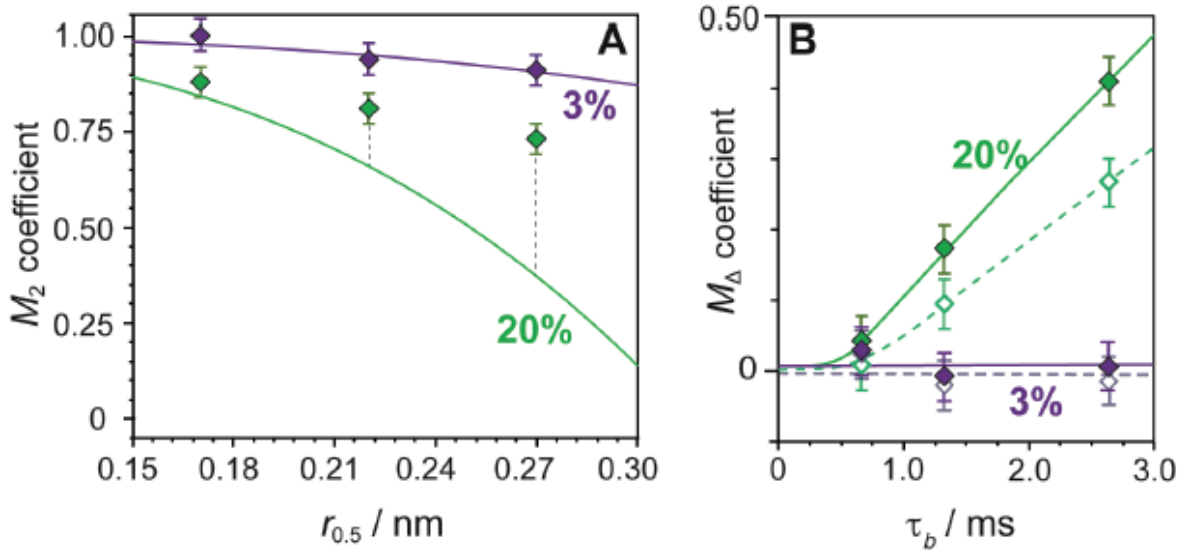 A
1.00
0.75
0.50
0.25
0
M₂ coefficient
3%
20%
0.15 0.18 0.21 0.24 0.27 0.30
r₀.₅ / nm
B
0.50
0
M_Δ coefficient
20%
3%
0 1.0 2.0 3.0
τ_b / ms